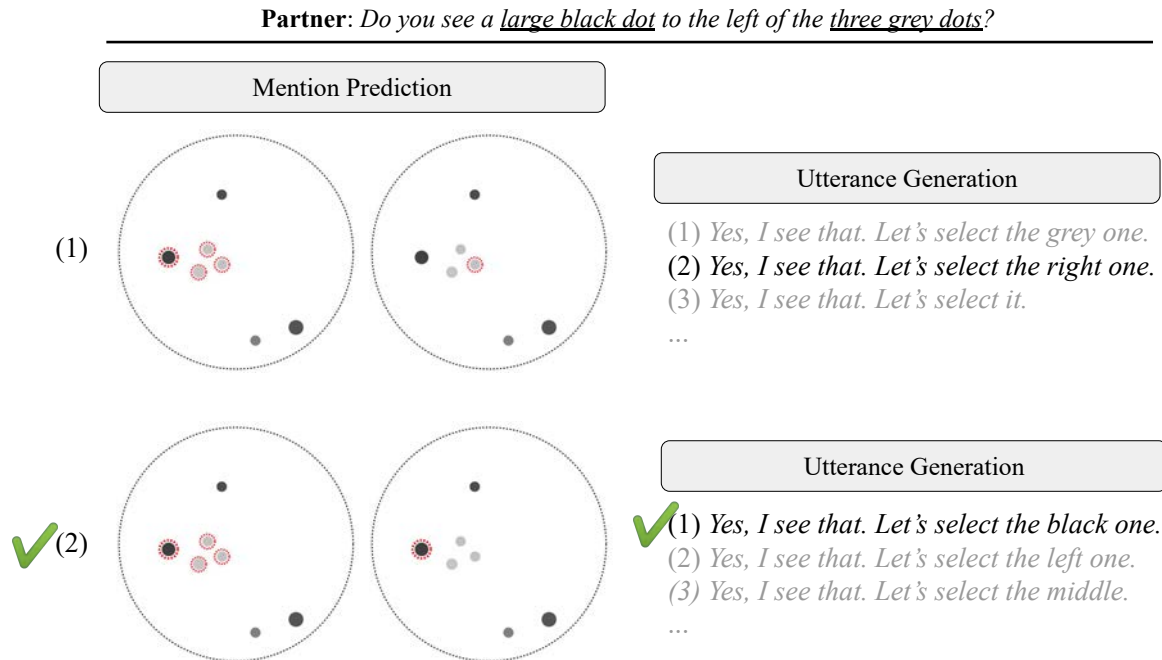 Partner: Do you see a large black dot to the left of the three grey dots?
Mention Prediction
Utterance Generation
(1)
(1) Yes, I see that. Let's select the grey one.
(2) Yes, I see that. Let's select the right one.
(3) Yes, I see that. Let's select it.
...
Utterance Generation
(2)
(1) Yes, I see that. Let's select the black one.
(2) Yes, I see that. Let's select the left one.
(3) Yes, I see that. Let's select the middle.
...